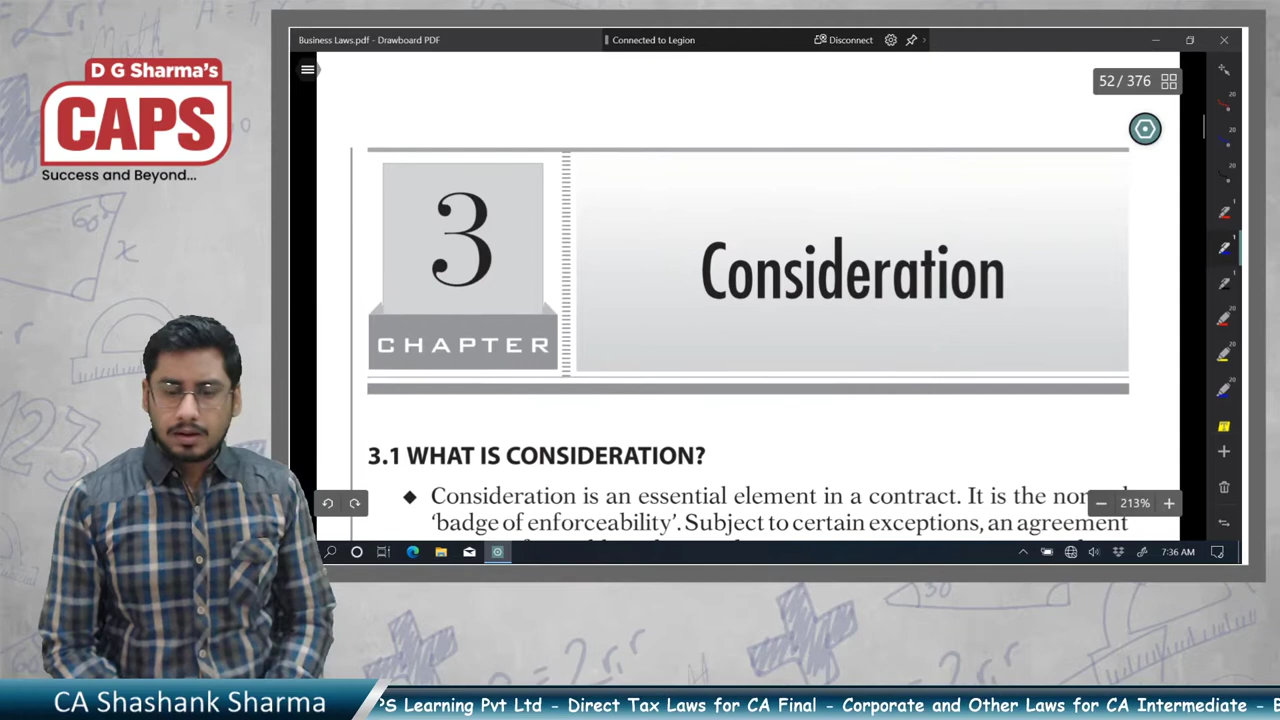 D G Sharma's
CAPS
Success and Beyond...
Business Laws.pdf - Drawboard PDF
Connected to Legion
Disconnect
52 / 376
3
CHAPTER
Consideration
3.1 WHAT IS CONSIDERATION?
◆ Consideration is an essential element in a contract. It is the
'badge of enforceability'. Subject to certain exceptions, an agreement
213%
7:36 AM
CA Shashank Sharma
PS Learning Pvt Ltd - Direct Tax Laws for CA Final - Corporate and Other Laws for CA Intermediate -